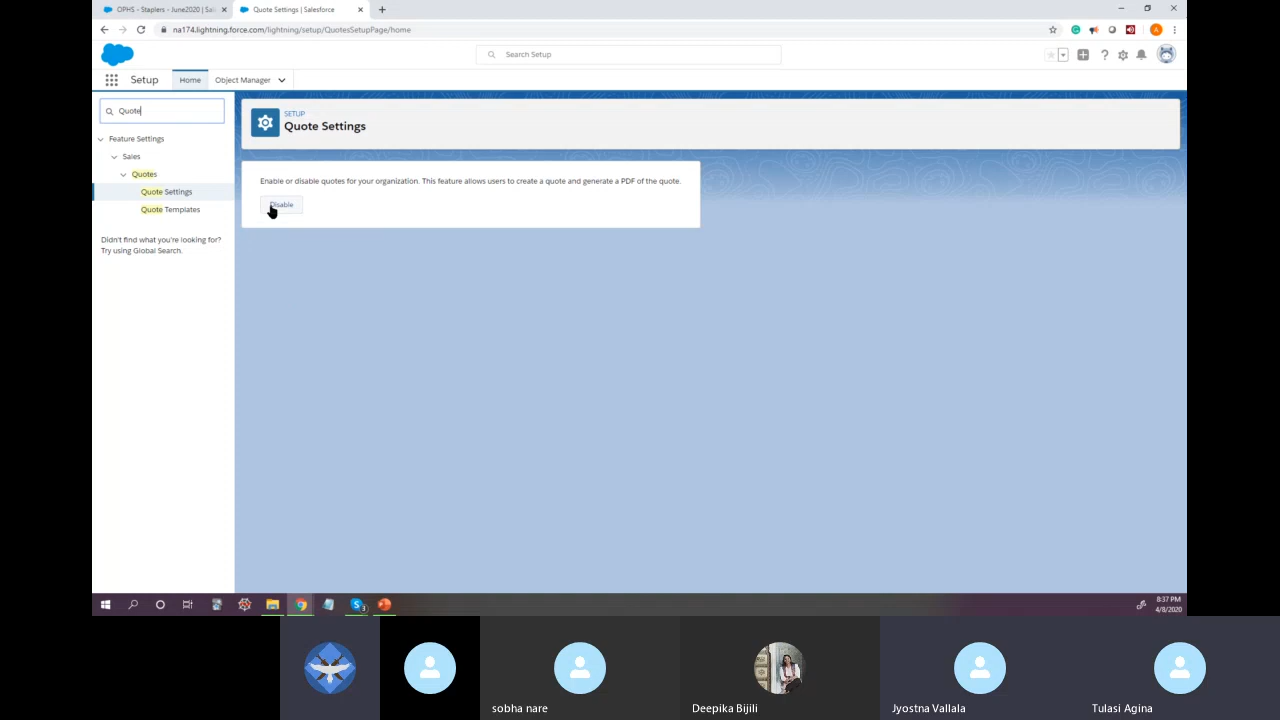 OPHS - Staplers - June2020 | Sal
Quote Settings | Salesforce
na174.lightning.force.com/lightning/setup/QuotesSetupPage/home
A
Search Setup
Setup
Home
Object Manager
Quote
SETUP
Quote Settings
Feature Settings
Sales
Quotes
Quote Settings
Quote Templates
Didn't find what you're looking for?
Try using Global Search.
Enable or disable quotes for your organization. This feature allows users to create a quote and generate a PDF of the quote.
Disable
8:37 PM
4/8/2020
sobha nare
Deepika Bijili
Jyostna Vallala
Tulasi Agina